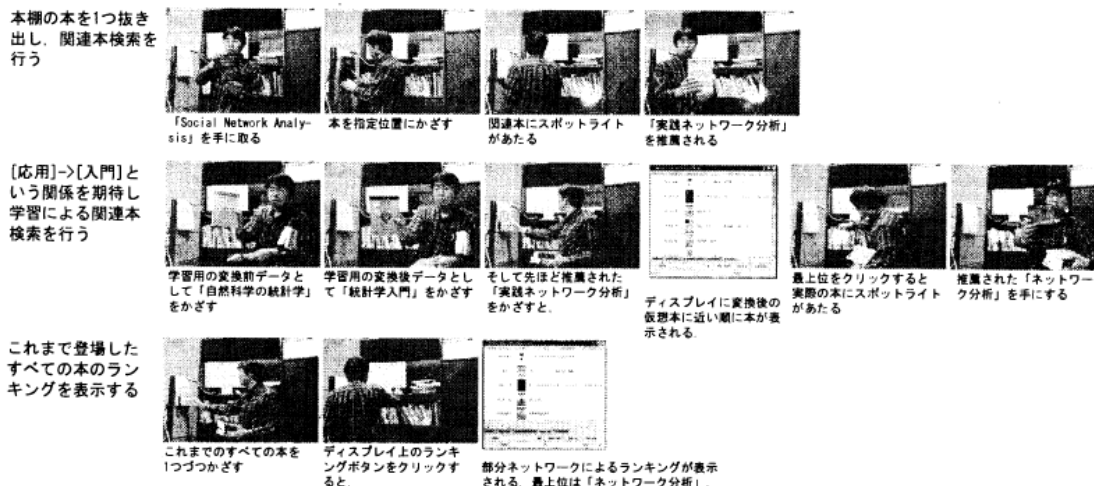 本棚の本を1つ抜き
出し，関連本検索を
行う
「Social Network Analy-
sis」を手に取る
本を指定位置にかざす
関連本にスポットライト
があたる
「実践ネットワーク分析」
を推薦される
[応用]->[入門]と
いう関係を期待し
学習による関連本
検索を行う
学習用の変換前データと
して「自然科学の統計学」
をかざす
学習用の変換後データとし
て「統計学入門」をかざす
をかざす
そして先ほど推薦された
「実践ネットワーク分析」
をかざすと，
ディスプレイに変換後の
仮想本に近い順に本が表
示される．
最上位をクリックすると
実際の本にスポットライト
があたる
推薦された「ネットワー
ク分析」を手にする
これまで登場した
すべての本のラン
キングを表示する
これまでのすべての本を
1つづつかざす
ディスプレイ上のランキ
ングボタンをクリックす
ると，
部分ネットワークによるランキングが表示
される．最上位は「ネットワーク分析」．